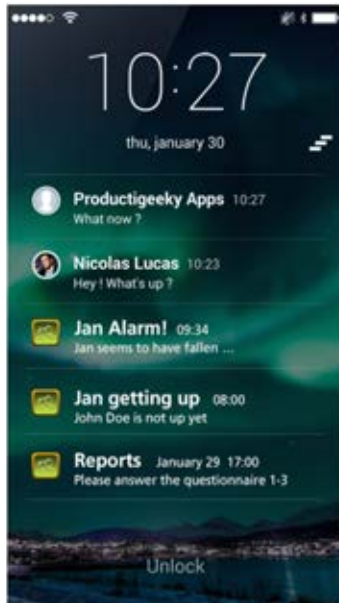 10:27
thu, january 30
Productigeeky Apps 10:27
What now ?
Nicolas Lucas 10:23
Hey ! What's up ?
Jan Alarm! 09:34
Jan seems to have fallen ...
Jan getting up 08:00
John Doe is not up yet
Reports January 29 17:00
Please answer the questionnaire 1-3
Unlock